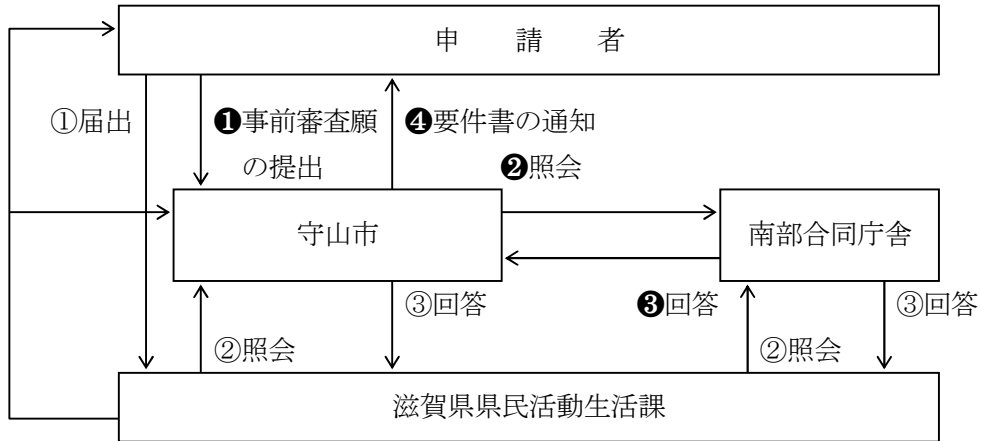 申　請　者
①届出
❶事前審査願
の提出
❹要件書の通知
❷照会
守山市
南部合同庁舎
③回答
❸回答
③回答
②照会
②照会
滋賀県県民活動生活課